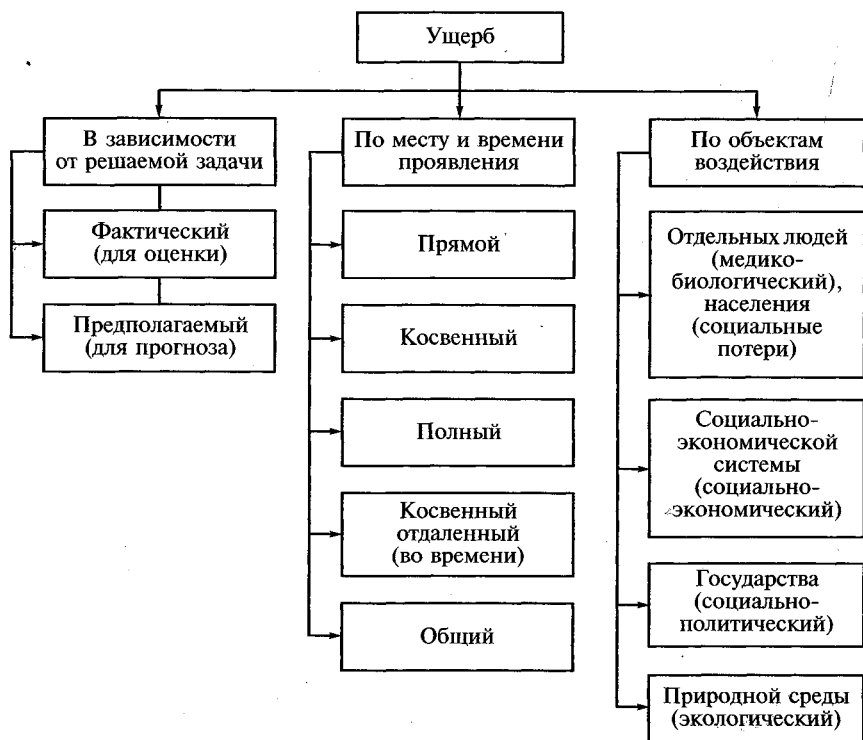 Ущерб
В зависимости
от решаемой задачи
Фактический
(для оценки)
Предполагаемый
(для прогноза)
По месту и времени
проявления
Прямой
Косвенный
Полный
Косвенный
отдаленный
(во времени)
Общий
По объектам
воздействия
Отдельных людей
(медико-
биологический),
населения
(социальные
потери)
Социально-
экономической
системы
(социально-
экономический)
Государства
(социально-
политический)
Природной среды
(экологический)